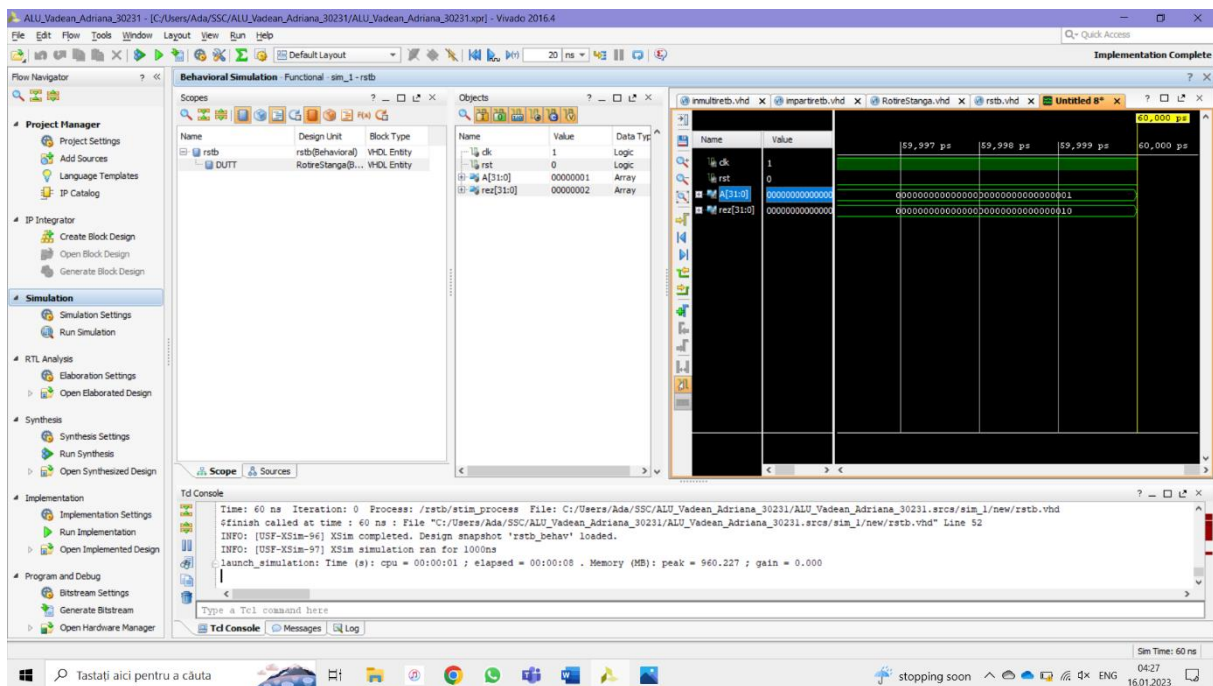 ALU_Vadean_Adriana_30231 - [C:/Users/Ada/SSC/ALU_Vadean_Adriana_30231/ALU_Vadean_Adriana_30231.xpr] - Vivado 2016.4
File Edit Flow Tools Window Layout View Run Help
Q- Quick Access
Default Layout
20 ns
Implementation Complete
Flow Navigator
Project Manager
Project Settings
Add Sources
Language Templates
IP Catalog
IP Integrator
Create Block Design
Open Block Design
Generate Block Design
Simulation
Simulation Settings
Run Simulation
RTL Analysis
Elaboration Settings
Open Elaborated Design
Synthesis
Synthesis Settings
Run Synthesis
Open Synthesized Design
Implementation
Implementation Settings
Run Implementation
Open Implemented Design
Program and Debug
Bitstream Settings
Generate Bitstream
Open Hardware Manager
Behavioral Simulation - Functional - sim_1 - rstb
Scopes
Name Design Unit Block Type
rstb rstb(Behavioral) VHDL Entity
DUTT RotireStanga(B... VHDL Entity
Scope Sources
Objects
Name Value Data Typ
clk 1 Logic
rst 0 Logic
A[31:0] 00000001 Array
rez[31:0] 00000002 Array
inmultiretb.vhd impartiretb.vhd RotireStanga.vhd rstb.vhd Untitled 8*
60,000 ps
Name Value
59,997 ps 59,998 ps 59,999 ps 60,000 ps
clk 1
rst 0
A[31:0] 00000000000000 00000000000000000000000000000001
rez[31:0] 00000000000000 00000000000000000000000000000010
Tcl Console
Time: 60 ns Iteration: 0 Process: /rstb/stim_process File: C:/Users/Ada/SSC/ALU_Vadean_Adriana_30231/ALU_Vadean_Adriana_30231.srcs/sim_1/new/rstb.vhd
$finish called at time : 60 ns : File "C:/Users/Ada/SSC/ALU_Vadean_Adriana_30231/ALU_Vadean_Adriana_30231.srcs/sim_1/new/rstb.vhd" Line 52
INFO: [USF-XSim-96] XSim completed. Design snapshot 'rstb_behav' loaded.
INFO: [USF-XSim-97] XSim simulation ran for 1000ns
launch_simulation: Time (s): cpu = 00:00:01 ; elapsed = 00:00:08 . Memory (MB): peak = 960.227 ; gain = 0.000
Type a Tcl command here
Tcl Console Messages Log
Sim Time: 60 ns
Tastați aici pentru a căuta
stopping soon
ENG
04:27
16.01.2023